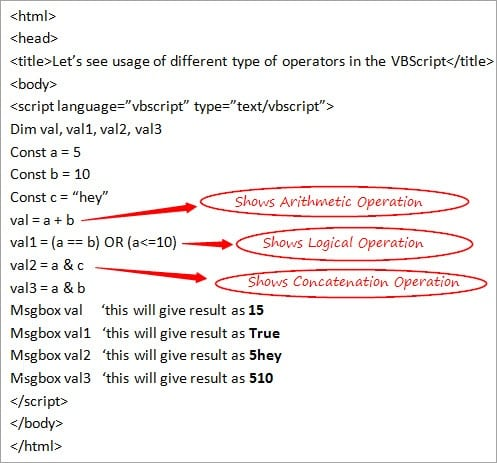 <html>
<head>
<title>Let’s see usage of different type of operators in the VBScript</title>
<body>
<script language=”vbscript” type=”text/vbscript”>
Dim val, val1, val2, val3
Const a = 5
Const b = 10
Const c = “hey”
Shows Arithmetic Operation
val = a + b
val1 = (a == b) OR (a<=10)
Shows Logical Operation
val2 = a & c
Shows Concatenation Operation
val3 = a & b
Msgbox val ‘this will give result as 15
Msgbox val1 ‘this will give result as True
Msgbox val2 ‘this will give result as 5hey
Msgbox val3 ‘this will give result as 510
</script>
</body>
</html>